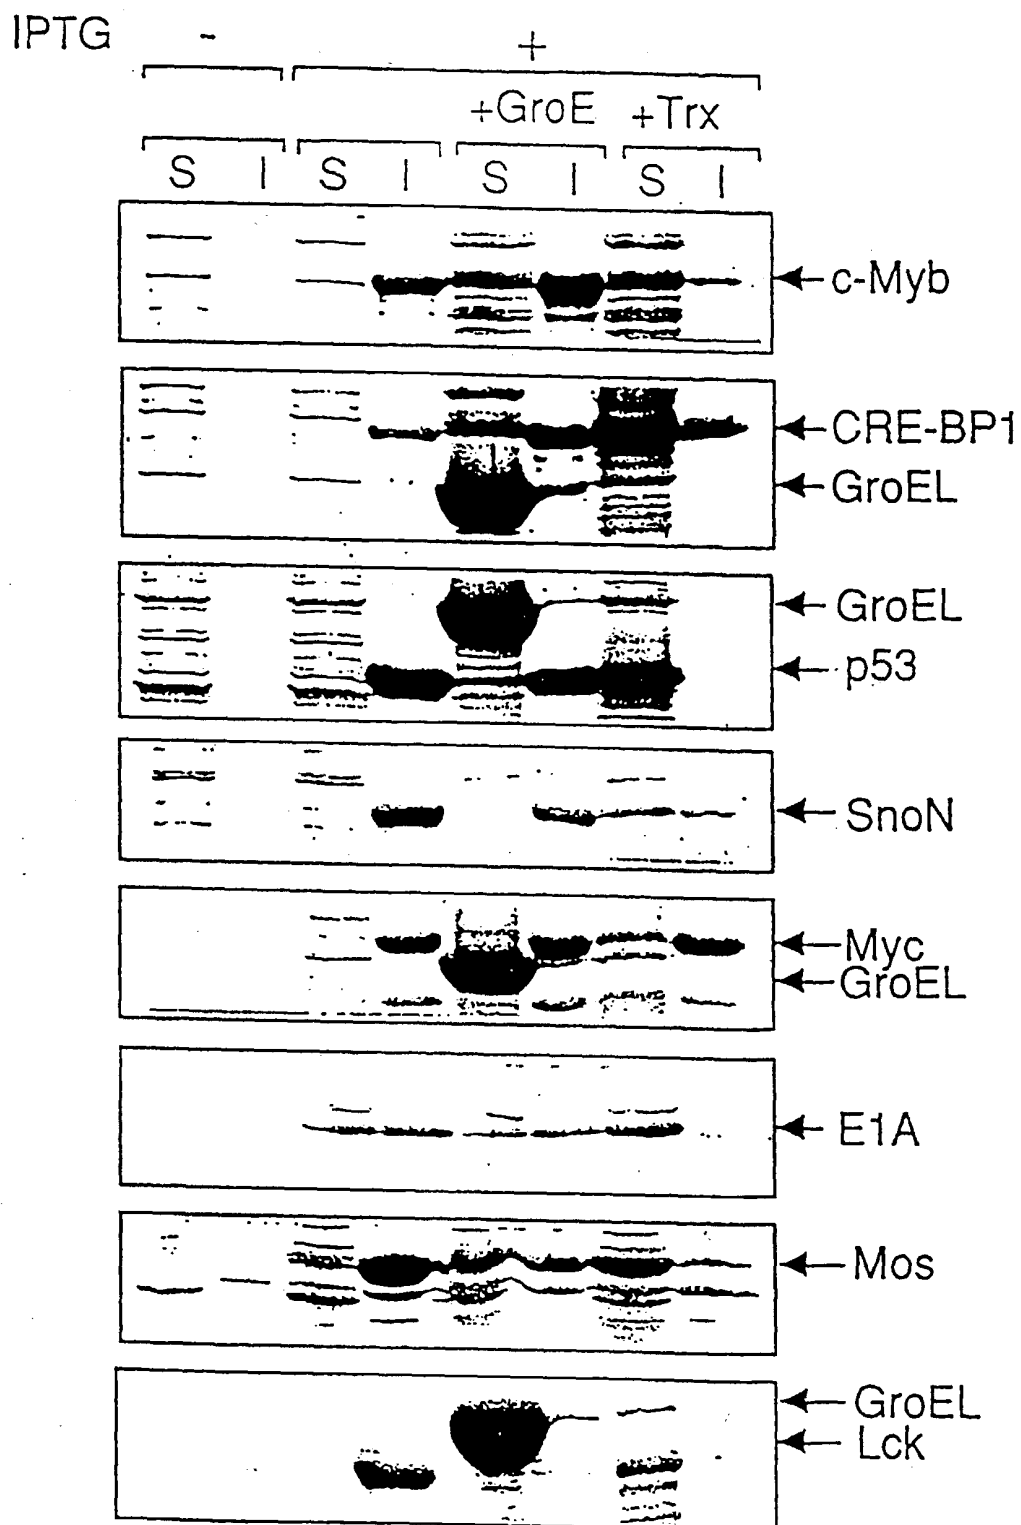 IPTG - +
+GroE +Trx
S I S I S I S I
c-Myb
CRE-BP1
GroEL
GroEL
p53
SnoN
Myc
GroEL
E1A
Mos
GroEL
Lck